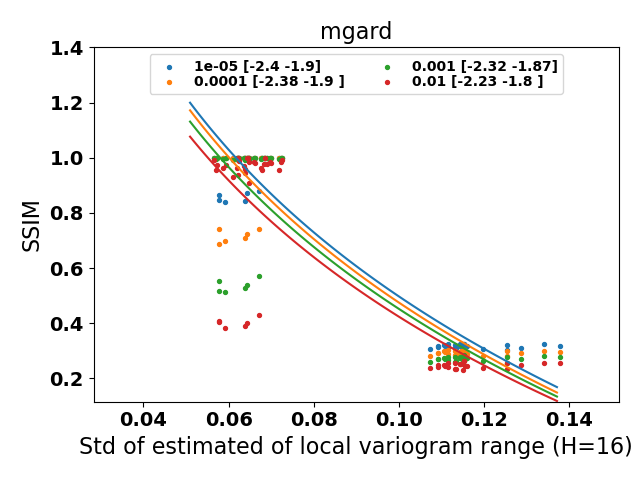 mgard
1e-05 [-2.4 -1.9]
0.0001 [-2.38 -1.9 ]
0.001 [-2.32 -1.87]
0.01 [-2.23 -1.8 ]
SSIM
1.4
1.2
1.0
0.8
0.6
0.4
0.2
0.04 0.06 0.08 0.10 0.12 0.14
Std of estimated of local variogram range (H=16)